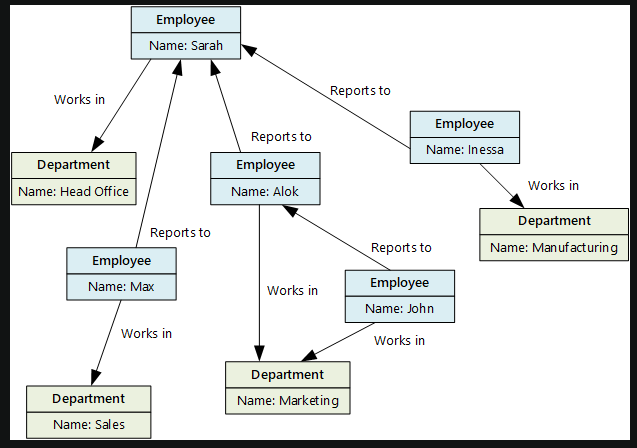 Employee
Name: Sarah
Works in
Reports to
Employee
Name: Inessa
Reports to
Department
Name: Head Office
Employee
Name: Alok
Works in
Department
Name: Manufacturing
Reports to
Employee
Name: Max
Reports to
Employee
Name: John
Works in
Works in
Works in
Department
Name: Marketing
Department
Name: Sales